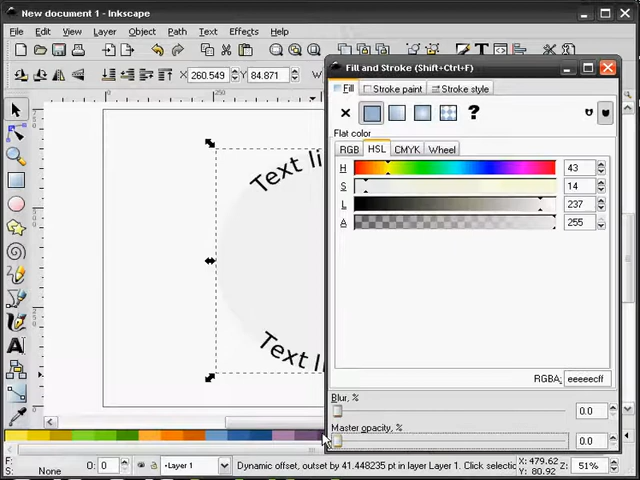 New document 1 - Inkscape
File Edit View Layer Object Path Text Effects
X 260.549 Y 84.871 W
Fill and Stroke (Shift+Ctrl+F)
Fill Stroke paint Stroke style
?
Flat color
RGB HSL CMYK Wheel
H 43
S 14
L 237
A 255
RGBA: eeeeecff
Blur, %
0.0
Master opacity, %
0.0
250
Text li
Text li
F:
S: None
O: 0
Layer 1
Dynamic offset, outset by 41.448235 pt in layer Layer 1. Click selectio
X: 479.62
Y: 80.92
Z: 51%